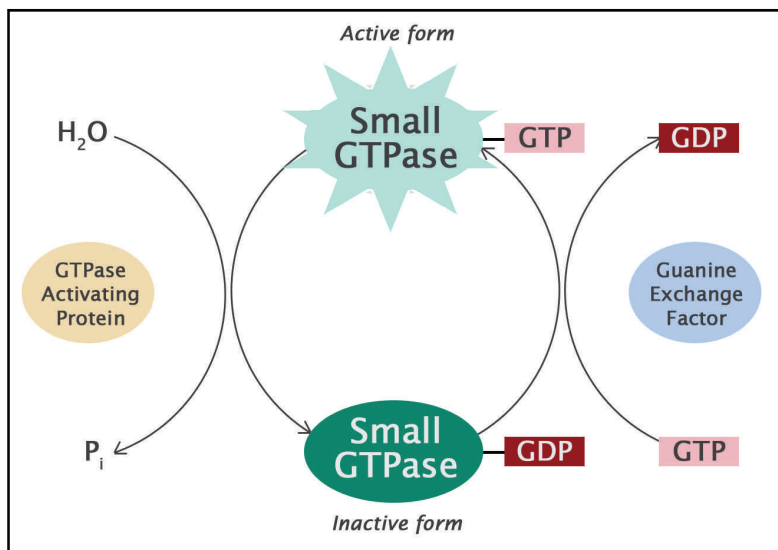 Active form
H₂O
Small
GTPase
GTP
GDP
GTPase
Activating
Protein
Guanine
Exchange
Factor
Pᵢ
Small
GTPase
GDP
GTP
Inactive form